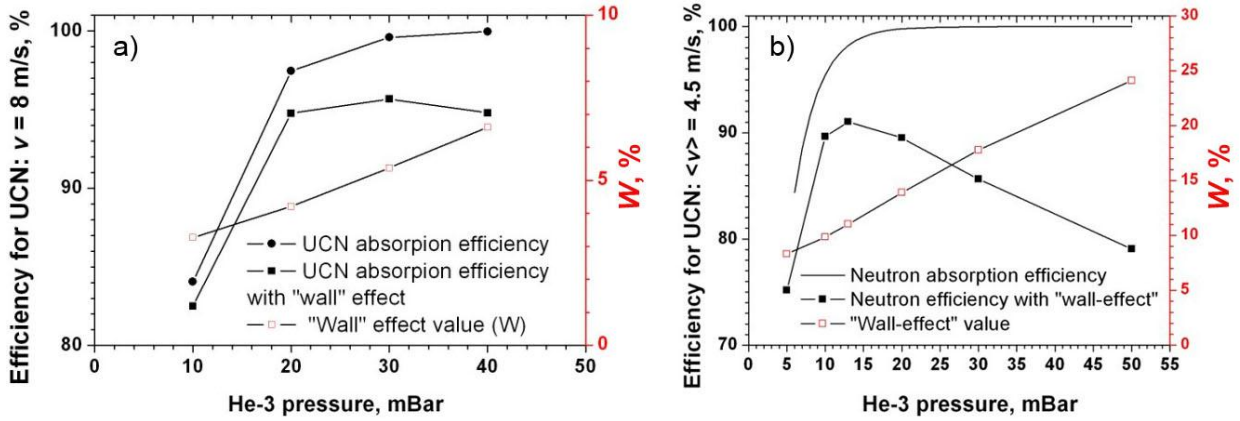 a)
Efficiency for UCN: v = 8 m/s, %
100
90
80
10
5
0
W, %
UCN absorpion efficiency
UCN absorption efficiency
with "wall" effect
"Wall" effect value (W)
0 10 20 30 40 50
He-3 pressure, mBar
b)
Efficiency for UCN: <v> = 4.5 m/s, %
100
90
80
70
30
25
20
15
10
5
0
W, %
Neutron absorption efficiency
Neutron efficiency with "wall-effect"
"Wall-effect" value
0 5 10 15 20 25 30 35 40 45 50 55
He-3 pressure, mBar